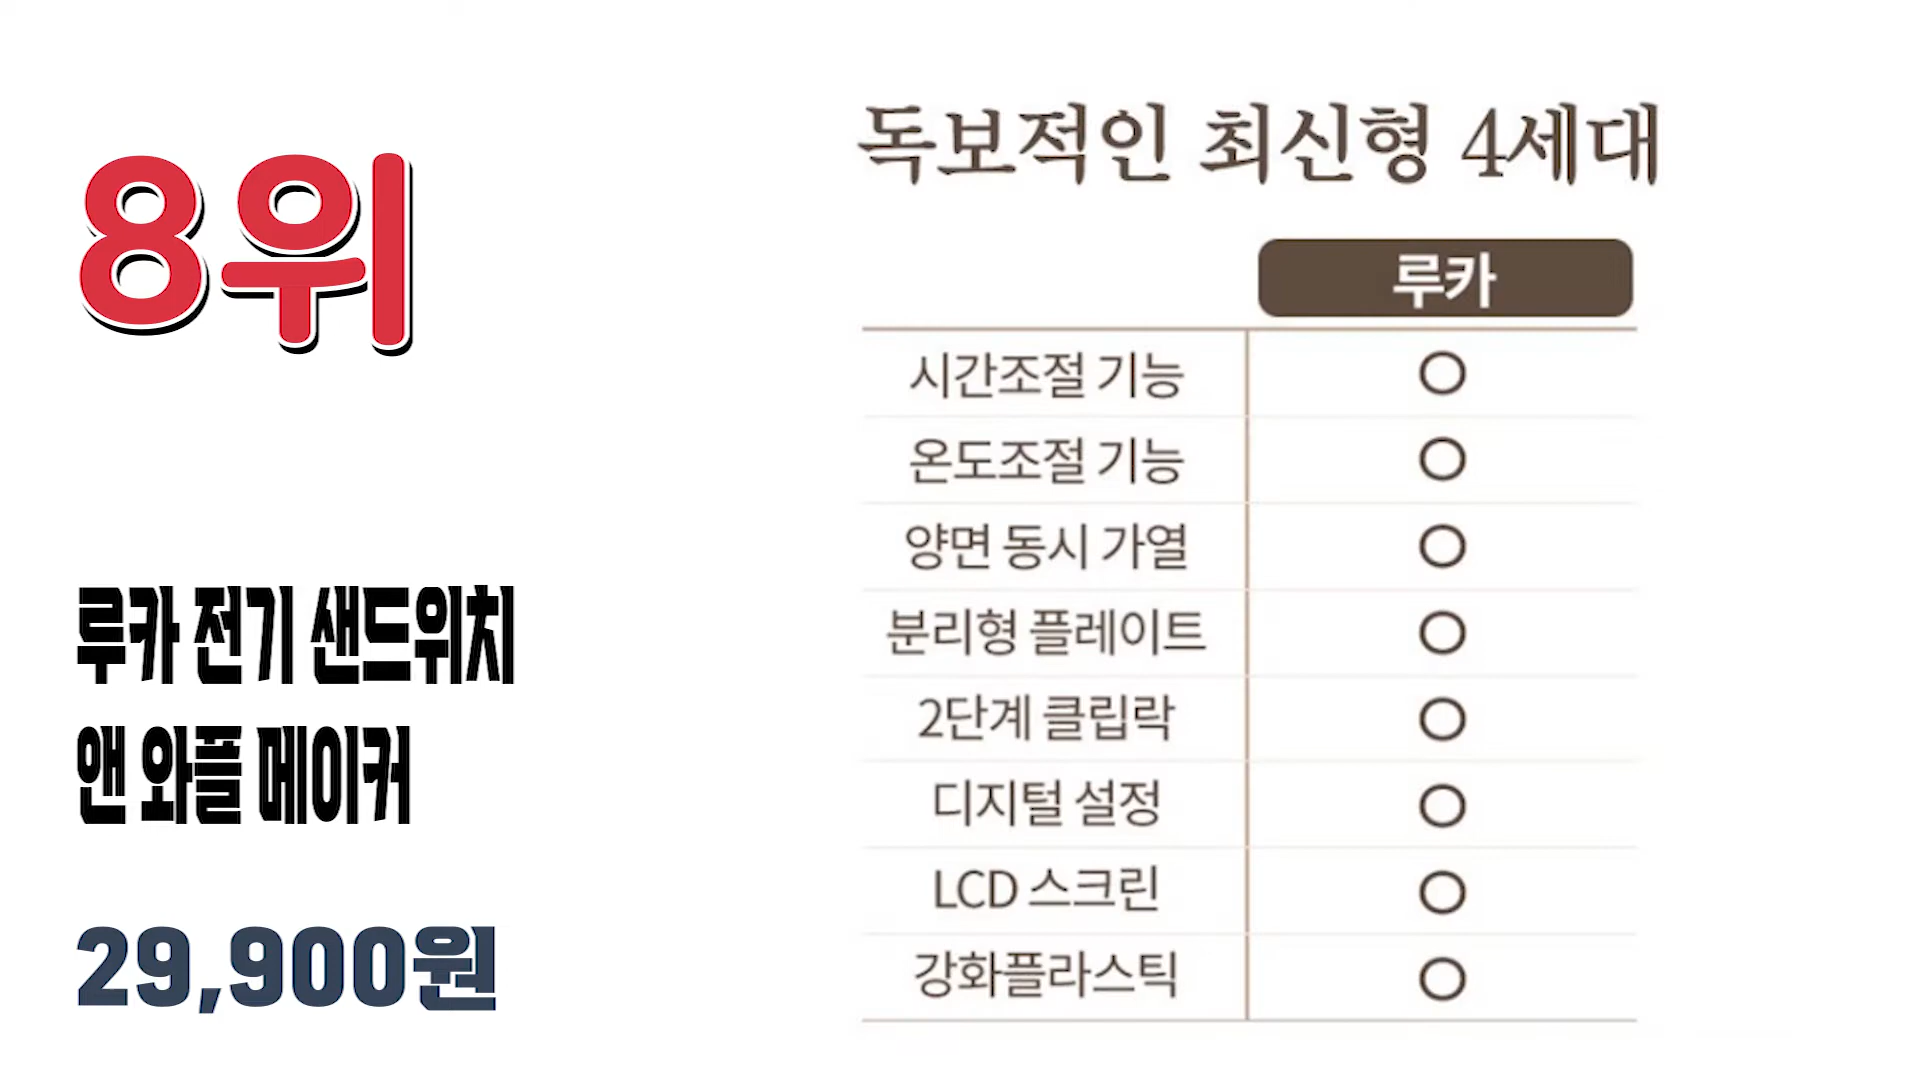 8위
루카 전기 샌드위치
앤 와플 메이커
29,900원
독보적인 최신형 4세대
루카
시간조절 기능 ○
온도조절 기능 ○
양면 동시 가열 ○
분리형 플레이트 ○
2단계 클립락 ○
디지털 설정 ○
LCD 스크린 ○
강화플라스틱 ○